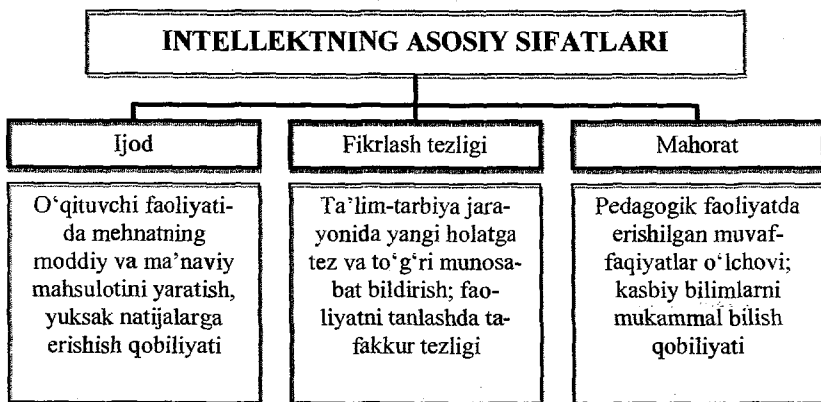 INTELLEKTNING ASOSIY SIFATLARI
Ijod
Fikrlash tezligi
Mahorat
O‘qituvchi faoliyati-
da mehnatning
moddiy va ma’naviy
mahsulotini yaratish,
yuksak natijalarga
erishish qobiliyati
Ta’lim-tarbiya jara-
yonida yangi holatga
tez va to‘g‘ri munosa-
bat bildirish; fao-
liyatni tanlashda ta-
fakkur tezligi
Pedagogik faoliyatda
erishilgan muvaf-
faqiyatlar o‘lchovi;
kasbiy bilimlarni
mukammal bilish
qobiliyati